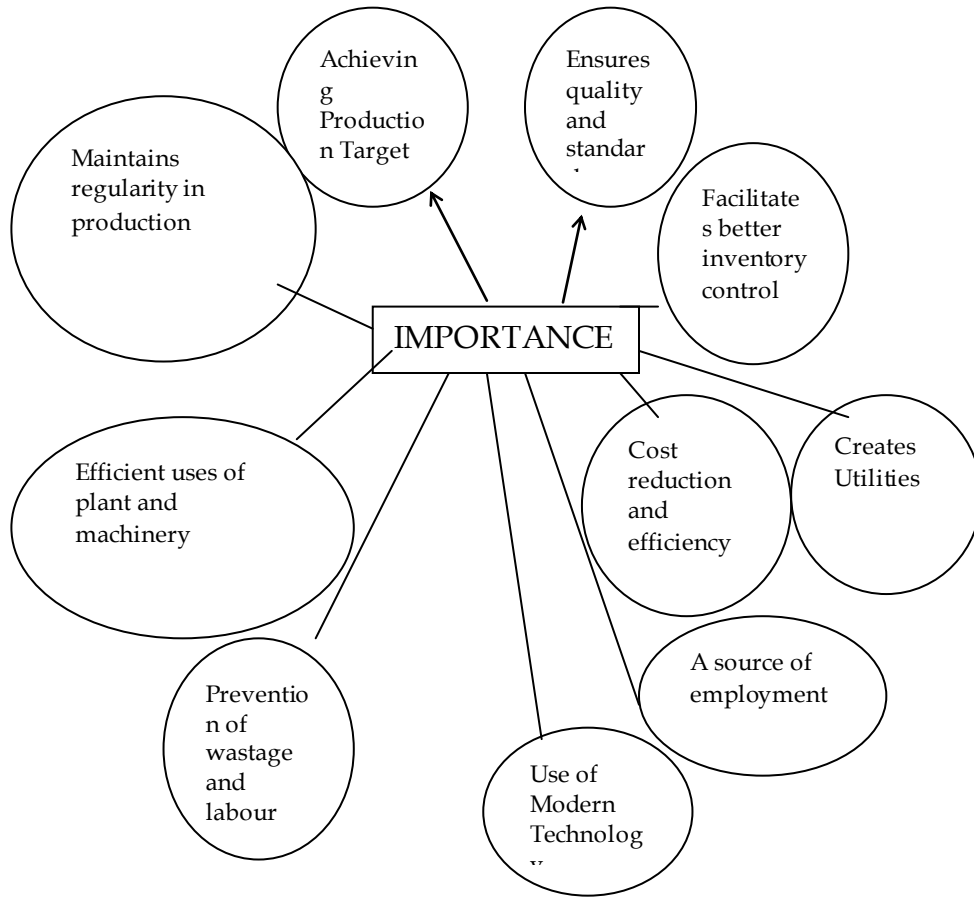 Achievin
g
Productio
n Target
Ensures
quality
and
standar
Maintains
regularity in
production
Facilitate
s better
inventory
control
IMPORTANCE
Efficient uses of
plant and
machinery
Cost
reduction
and
efficiency
Creates
Utilities
Preventio
n of
wastage
and
labour
A source of
employment
Use of
Modern
Technolog